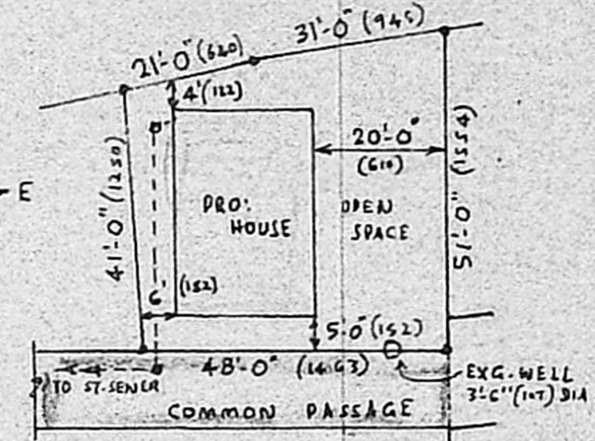 31'-0" (945)
21'-0" (620)
4' (122)
20'-0"
(610)
41'-0" (1250)
51'-0" (1554)
E
PRO:
HOUSE
OPEN
SPACE
6' (152)
5'-0" (152)
48'-0" (1463)
TO ST. SEWER
EXG. WELL
3'-6" (107) DIA
COMMON PASSAGE